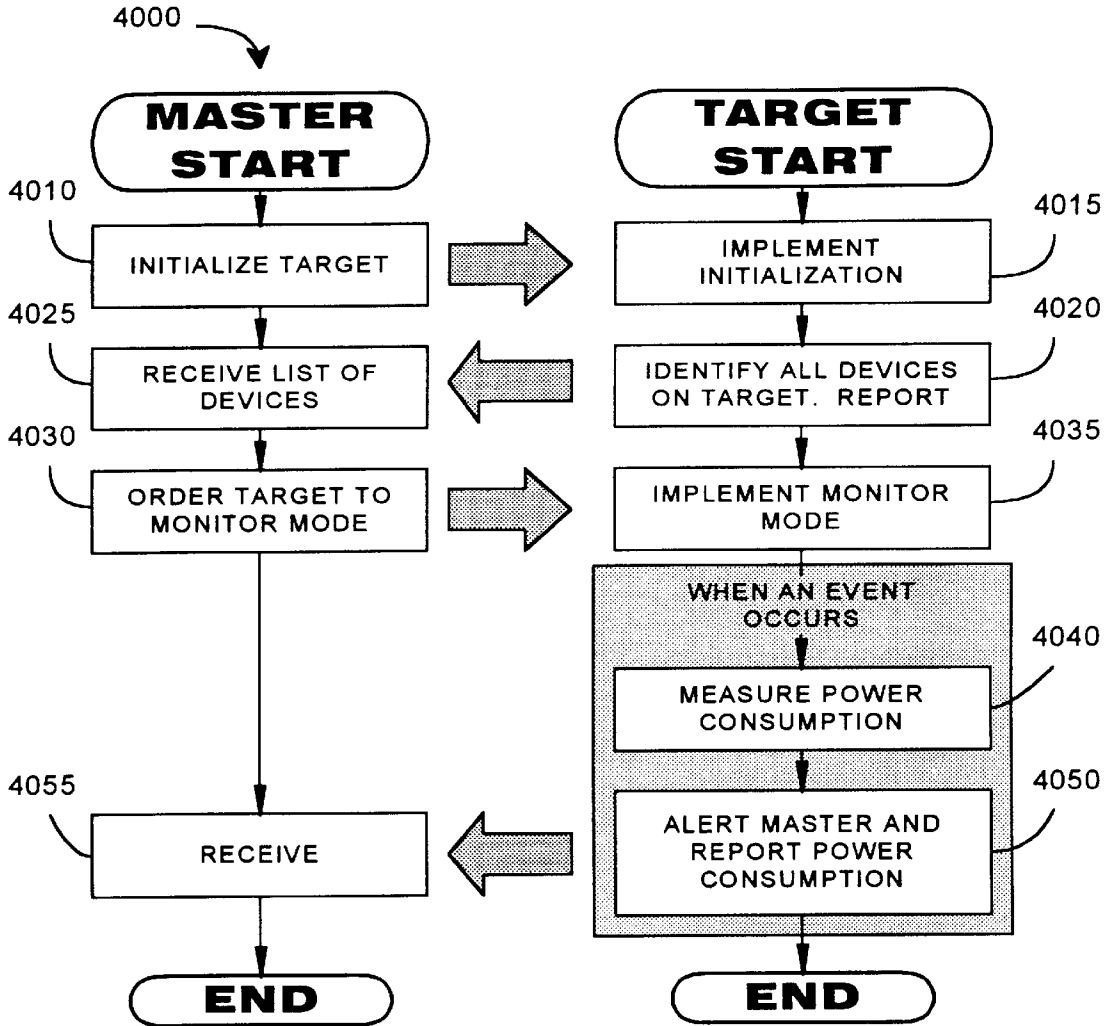 4000
MASTER
START
TARGET
START
4010
INITIALIZE TARGET
4015
IMPLEMENT
INITIALIZATION
4025
RECEIVE LIST OF
DEVICES
4020
IDENTIFY ALL DEVICES
ON TARGET. REPORT
4030
ORDER TARGET TO
MONITOR MODE
4035
IMPLEMENT MONITOR
MODE
WHEN AN EVENT
OCCURS
4040
MEASURE POWER
CONSUMPTION
4055
RECEIVE
4050
ALERT MASTER AND
REPORT POWER
CONSUMPTION
END
END